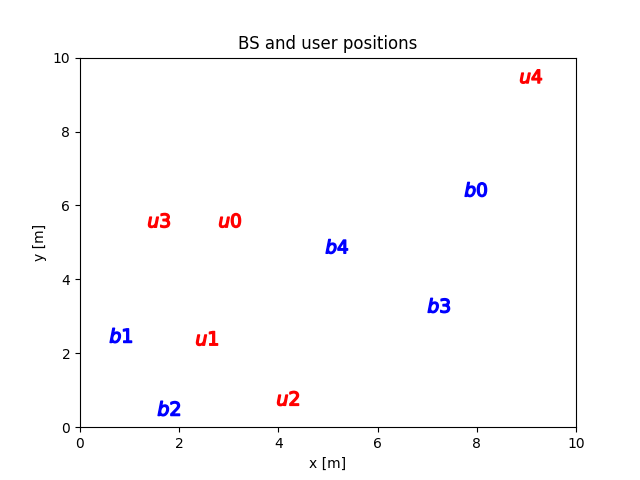 BS and user positions
10
u4
8
b0
6
u3 u0
b4
y [m]
4
b3
b1 u1
2
u2
b2
0
0 2 4 6 8 10
x [m]